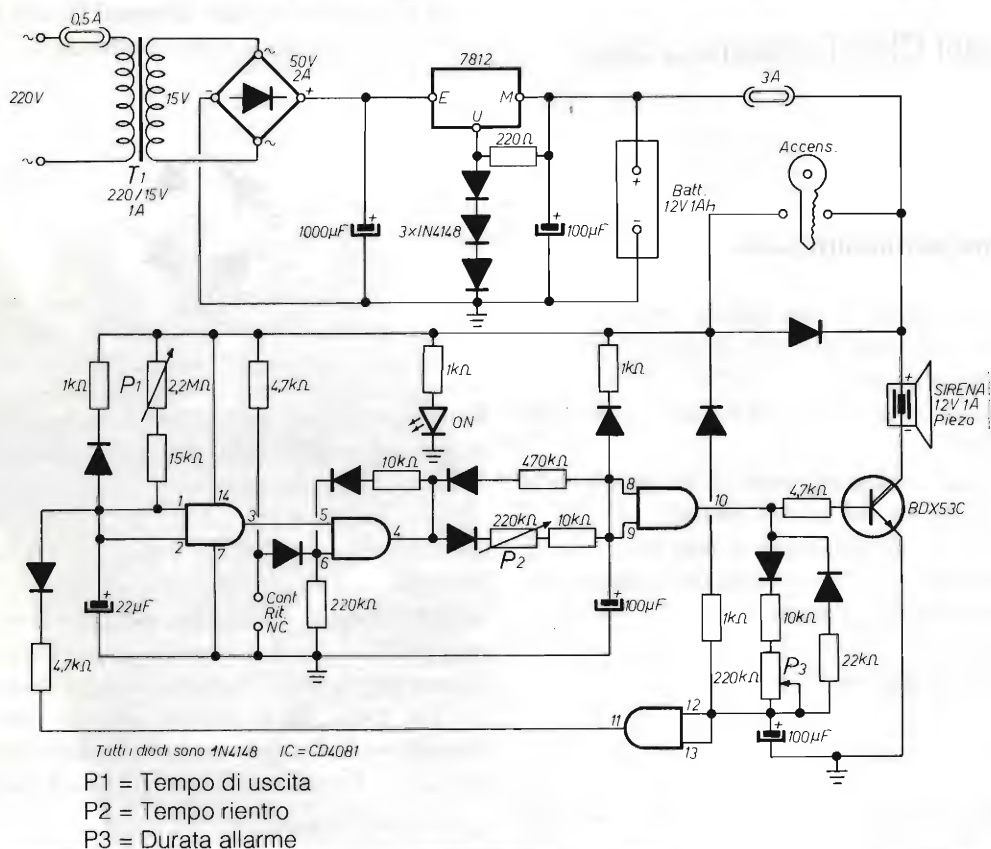 0,5A
220V
15V
T1
220/15V
1A
50V
2A
7812
E
M
U
220Ω
1000µF
3×1N4148
100µF
Batt.
12V 1Ah
3A
Accens.
1kΩ
P1
2,2MΩ
15kΩ
4,7kΩ
1kΩ
ON
1kΩ
SIRENA
12V 1A
Piezo
10kΩ
470kΩ
1
2
14
7
3
5
6
4
220kΩ
10kΩ
P2
8
9
10
4,7kΩ
BDX53C
22µF
Cont
Rit.
NC
220kΩ
100µF
1kΩ
10kΩ
P3
220kΩ
22kΩ
4,7kΩ
11
12
13
100µF
Tutti i diodi sono 1N4148 IC = CD4081
P1 = Tempo di uscita
P2 = Tempo rientro
P3 = Durata allarme